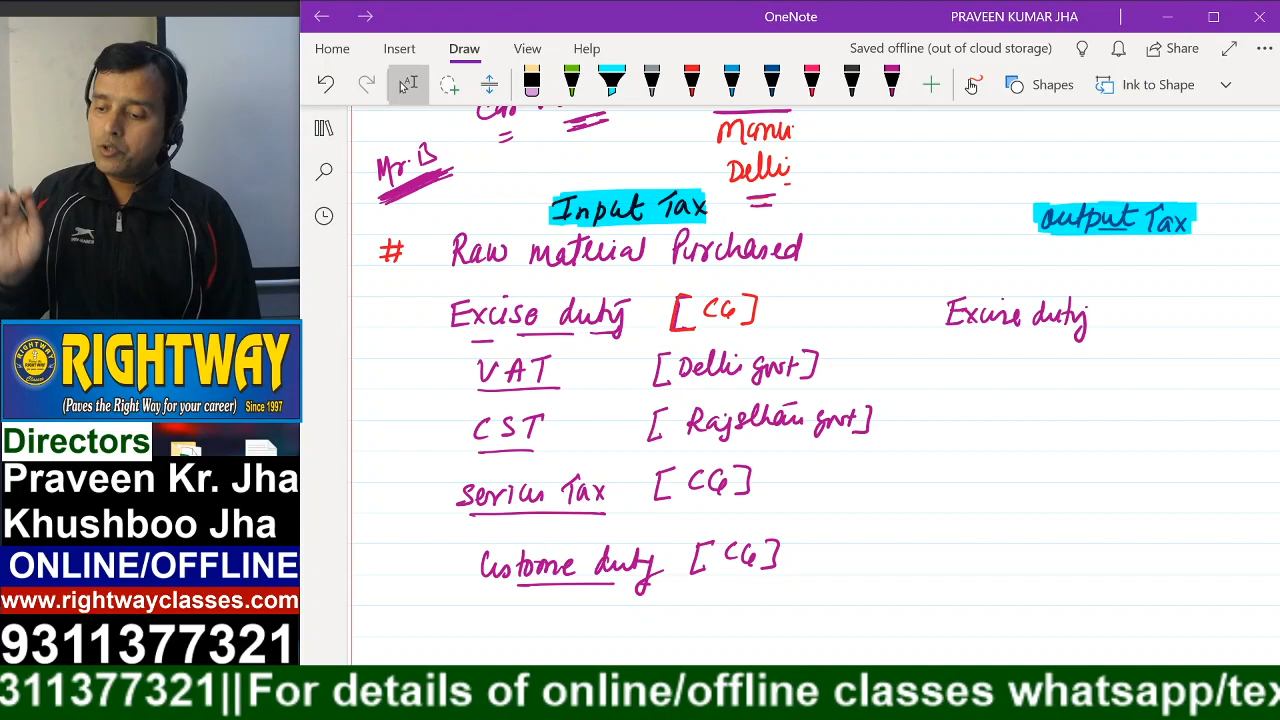 OneNote
PRAVEEN KUMAR JHA
Home Insert Draw View Help
Saved offline (out of cloud storage)
Share
Shapes
Ink to Shape
Manu
Delhi
Mr. B
Input Tax
Output Tax
# Raw material Purchased
Excise duty [CG]
Excise duty
VAT [Delhi govt]
CST [Rajsthan govt]
Service Tax [CG]
Custome duty [CG]
RIGHTWAY
(Paves the Right Way for your career) Since 1997
Directors
Praveen Kr. Jha
Khushboo Jha
ONLINE/OFFLINE
www.rightwayclasses.com
9311377321
311377321||For details of online/offline classes whatsapp/tex